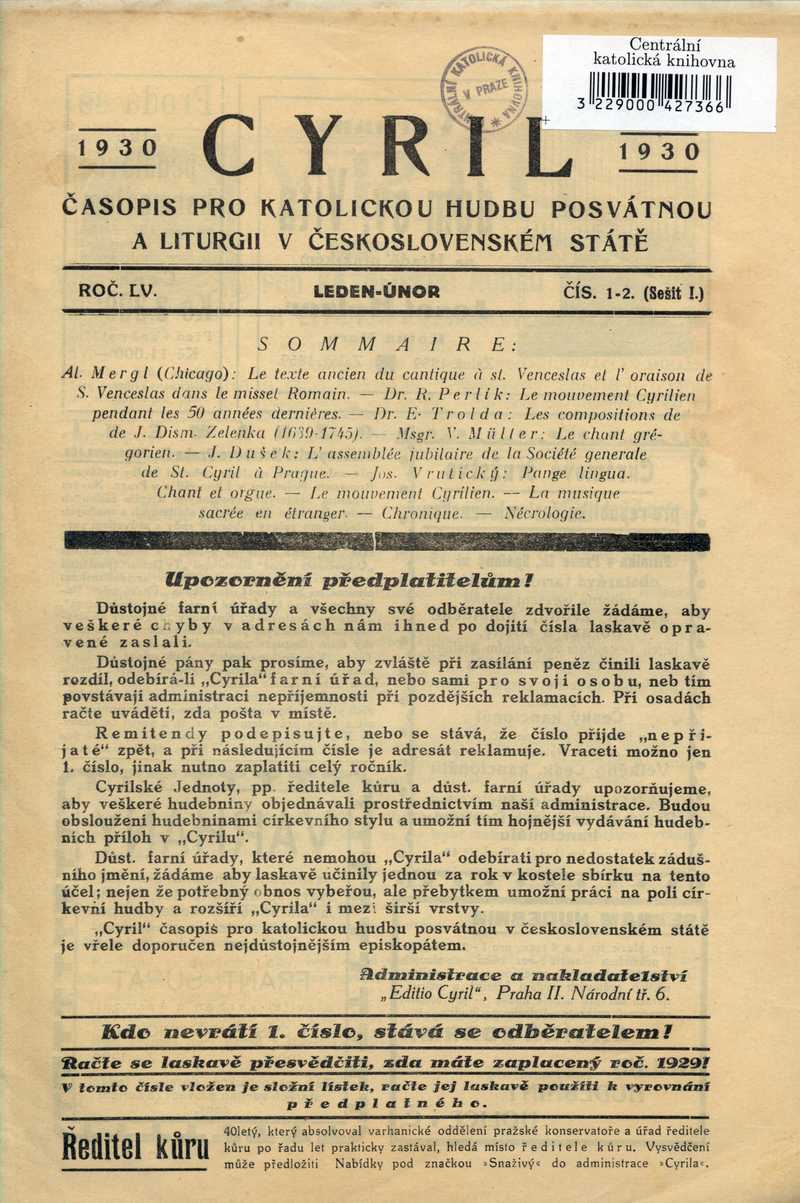 Centrální
katolická knihovna
3 229000 427366
CENTRÁLNÍ KATOLICKÁ KNIHOVNA
V PRAZE
1930 CYRIL 1930
ČASOPIS PRO KATOLICKOU HUDBU POSVÁTNOU
A LITURGII V ČESKOSLOVENSKÉM STÁTĚ
ROČ. LV. LEDEN-ÚNOR ČÍS. 1-2. (Sešit I.)
SOMMAIRE:
Al. Mergl (Chicago): Le texte ancien du cantique à st. Venceslas et l' oraison de
S. Venceslas dans le missel Romain. — Dr. R. Perlík: Le mouvement Cyrilien
pendant les 50 années dernières. — Dr. E. Trolda: Les compositions de
de J. Dism. Zelenka (1679-1745). — Msgr. V. Müller: Le chant gré-
gorien. — J. Dušek: L' assemblée jubilaire de la Société generale
de St. Cyril à Prague. — Jos. Vrutický: Pange lingua.
Chant et orgue. — Le mouvement Cyrilien. — La musique
sacrée en étranger. — Chronique. — Nécrologie.
Upozornění předplatitelům!
Důstojné farní úřady a všechny své odběratele zdvořile žádáme, aby
veškeré chyby v adresách nám ihned po dojití čísla laskavě opra-
vené zaslali.
Důstojné pány pak prosíme, aby zvláště při zasílání peněz činili laskavě
rozdíl, odebírá-li „Cyrila“ farní úřad, nebo sami pro svoji osobu, neb tím
povstávají administraci nepříjemnosti při pozdějších reklamacích. Při osadách
račte uváděti, zda pošta v místě.
Remitendy podepisujte, nebo se stává, že číslo přijde „nepři-
jaté“ zpět, a při následujícím čísle je adresát reklamuje. Vraceti možno jen
1. číslo, jinak nutno zaplatiti celý ročník.
Cyrilské Jednoty, pp. ředitele kůru a důst. farní úřady upozorňujeme,
aby veškeré hudebniny objednávali prostřednictvím naší administrace. Budou
obslouženi hudebninami církevního stylu a umožní tím hojnější vydávání hudeb-
ních příloh v „Cyrilu“.
Důst. farní úřady, které nemohou „Cyrila“ odebírati pro nedostatek záduš-
ního jmění, žádáme aby laskavě učinily jednou za rok v kostele sbírku na tento
účel; nejen že potřebný obnos vybeřou, ale přebytkem umožní práci na poli cír-
kevní hudby a rozšíří „Cyrila“ i mezi širší vrstvy.
„Cyril“ časopis pro katolickou hudbu posvátnou v československém státě
je vřele doporučen nejdůstojnějším episkopátem.
Administrace a nakladatelství
„Editio Cyril“, Praha II. Národní tř. 6.
Kdo nevrátí 1. číslo, stává se odběratelem!
Račte se laskavě přesvědčiti, zda máte zaplacený roč. 1929!
V tomto čísle vložen je složní lístek, račte jej laskavě použíti k vyrovnání
předplatného.
Ředitel kůru
40letý, který absolvoval varhanické oddělení pražské konservatoře a úřad ředitele
kůru po řadu let prakticky zastával, hledá místo ředitele kůru. Vysvědčení
může předložiti Nabídky pod značkou »Snaživý« do administrace »Cyrila«.